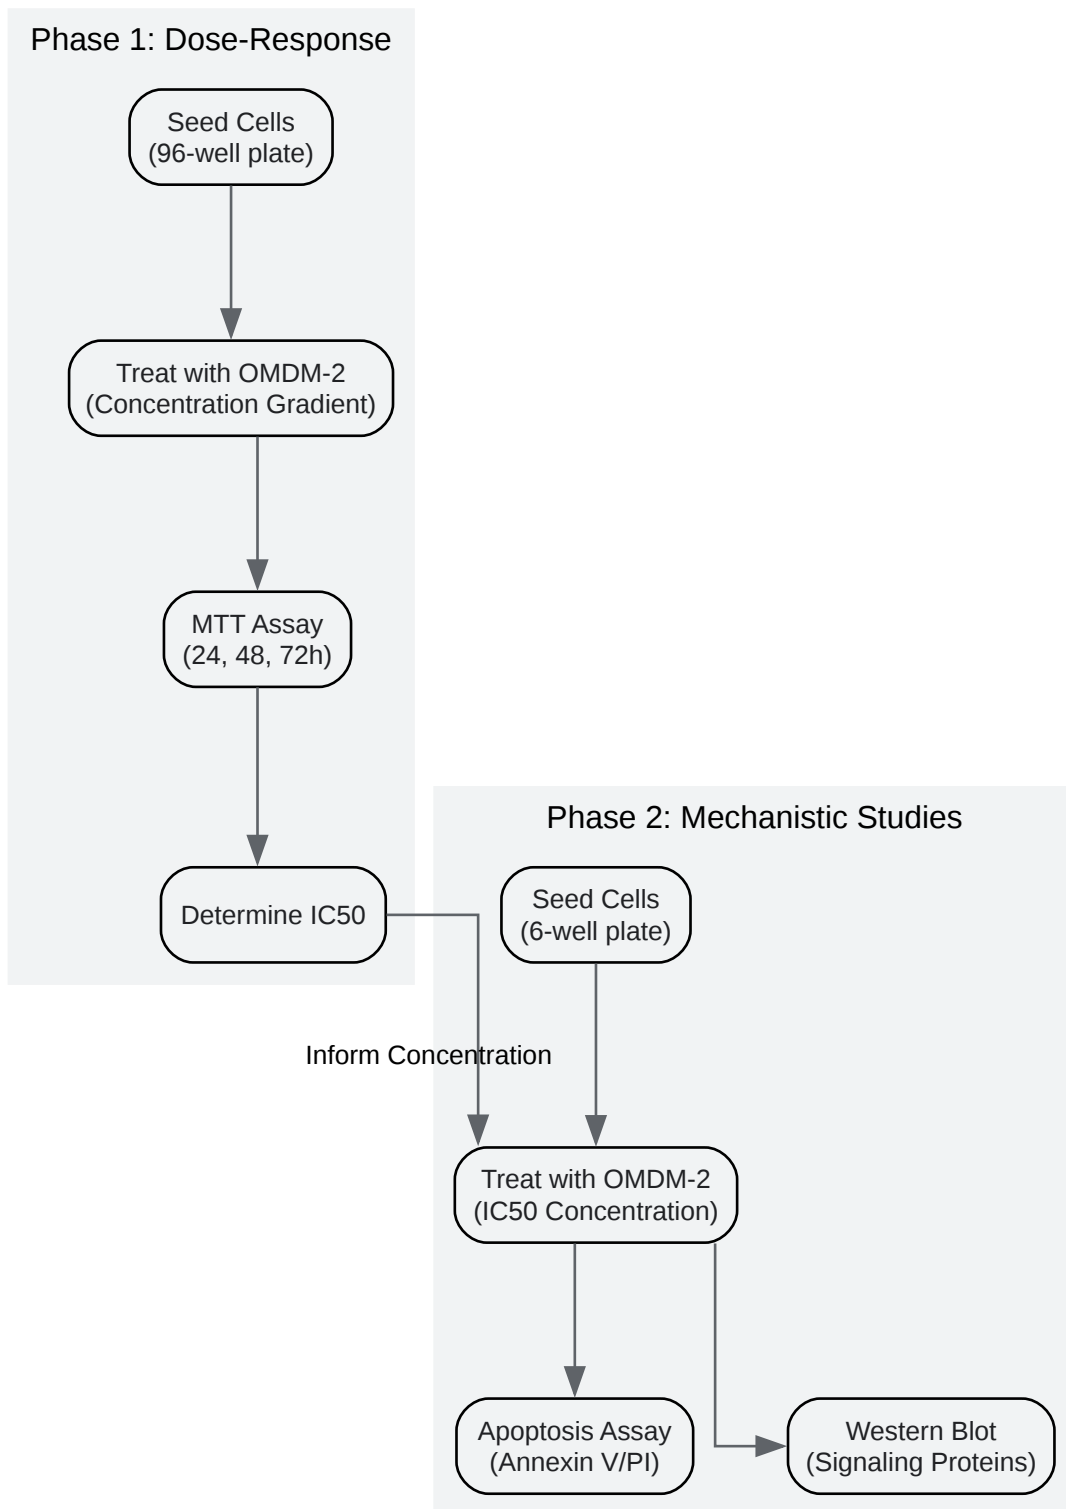 Phase 1: Dose-Response
Seed Cells
(96-well plate)
Treat with OMDM-2
(Concentration Gradient)
MTT Assay
(24, 48, 72h)
Determine IC50
Phase 2: Mechanistic Studies
Seed Cells
(6-well plate)
Inform Concentration
Treat with OMDM-2
(IC50 Concentration)
Apoptosis Assay
(Annexin V/PI)
Western Blot
(Signaling Proteins)